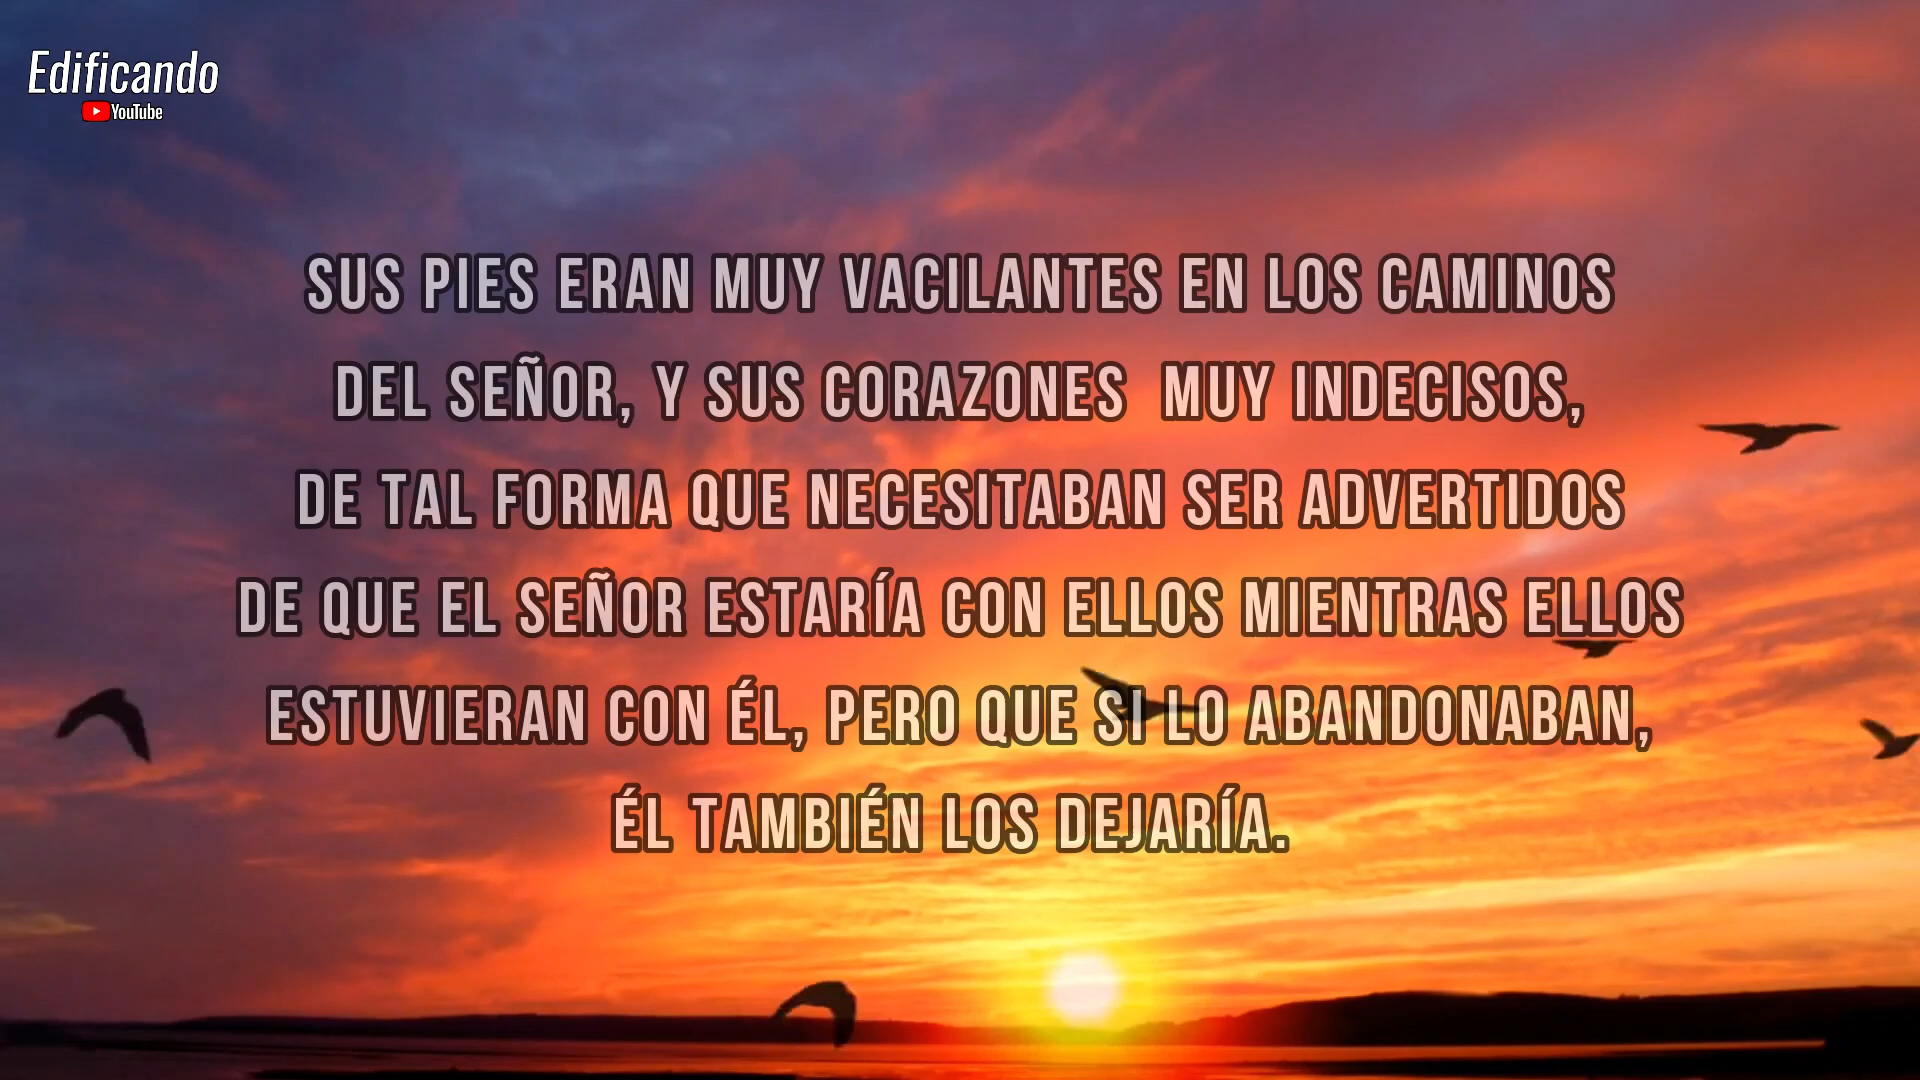 Edificando
YouTube
SUS PIES ERAN MUY VACILANTES EN LOS CAMINOS
DEL SEÑOR, Y SUS CORAZONES MUY INDECISOS,
DE TAL FORMA QUE NECESITABAN SER ADVERTIDOS
DE QUE EL SEÑOR ESTARÍA CON ELLOS MIENTRAS ELLOS
ESTUVIERAN CON ÉL, PERO QUE SI LO ABANDONABAN,
ÉL TAMBIÉN LOS DEJARÍA.